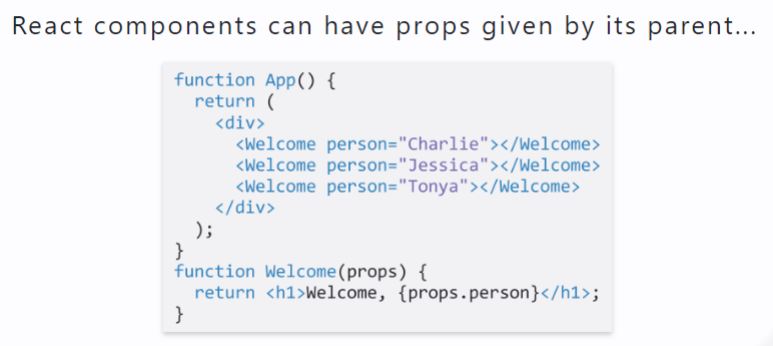 React components can have props given by its parent...
function App() {
  return (
    <div>
      <Welcome person="Charlie"></Welcome>
      <Welcome person="Jessica"></Welcome>
      <Welcome person="Tonya"></Welcome>
    </div>
  );
}
function Welcome(props) {
  return <h1>Welcome, {props.person}</h1>;
}